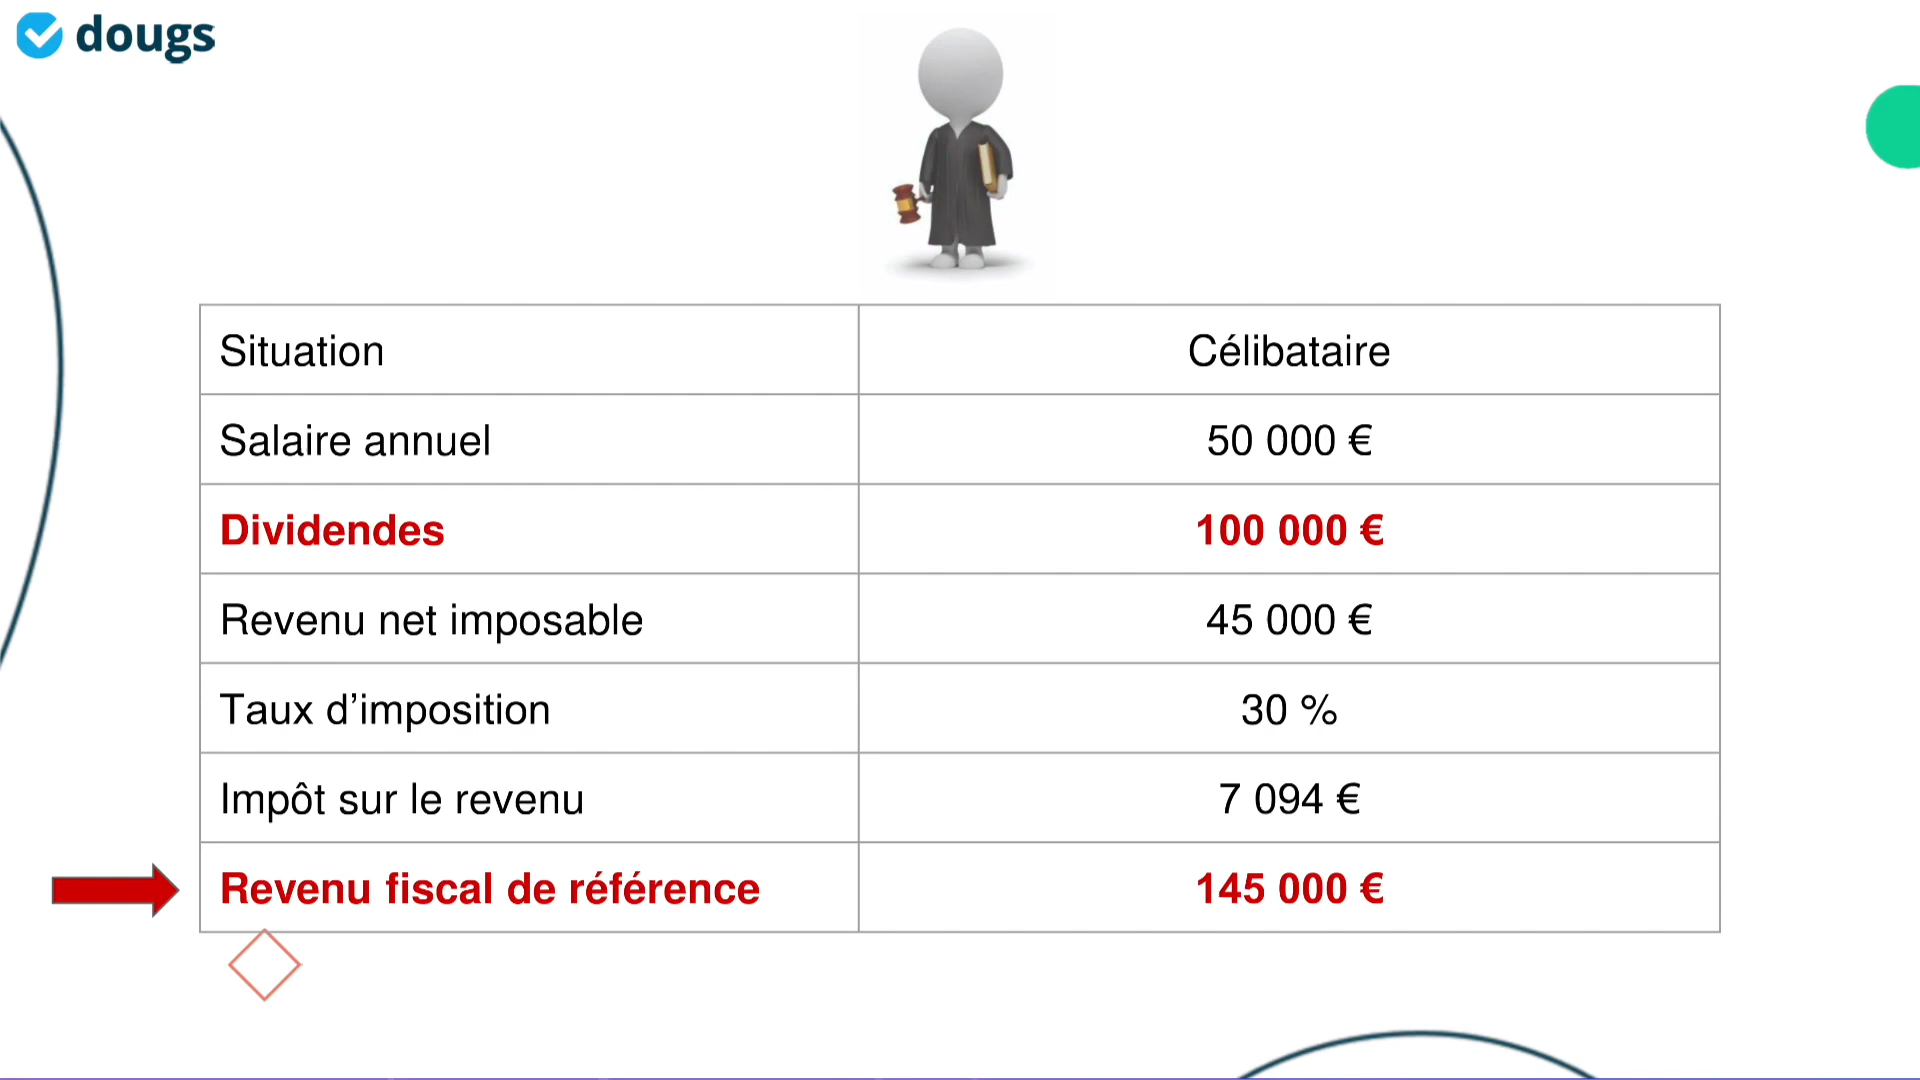 dougs
Situation Célibataire
Salaire annuel 50 000 €
Dividendes 100 000 €
Revenu net imposable 45 000 €
Taux d’imposition 30 %
Impôt sur le revenu 7 094 €
Revenu fiscal de référence 145 000 €